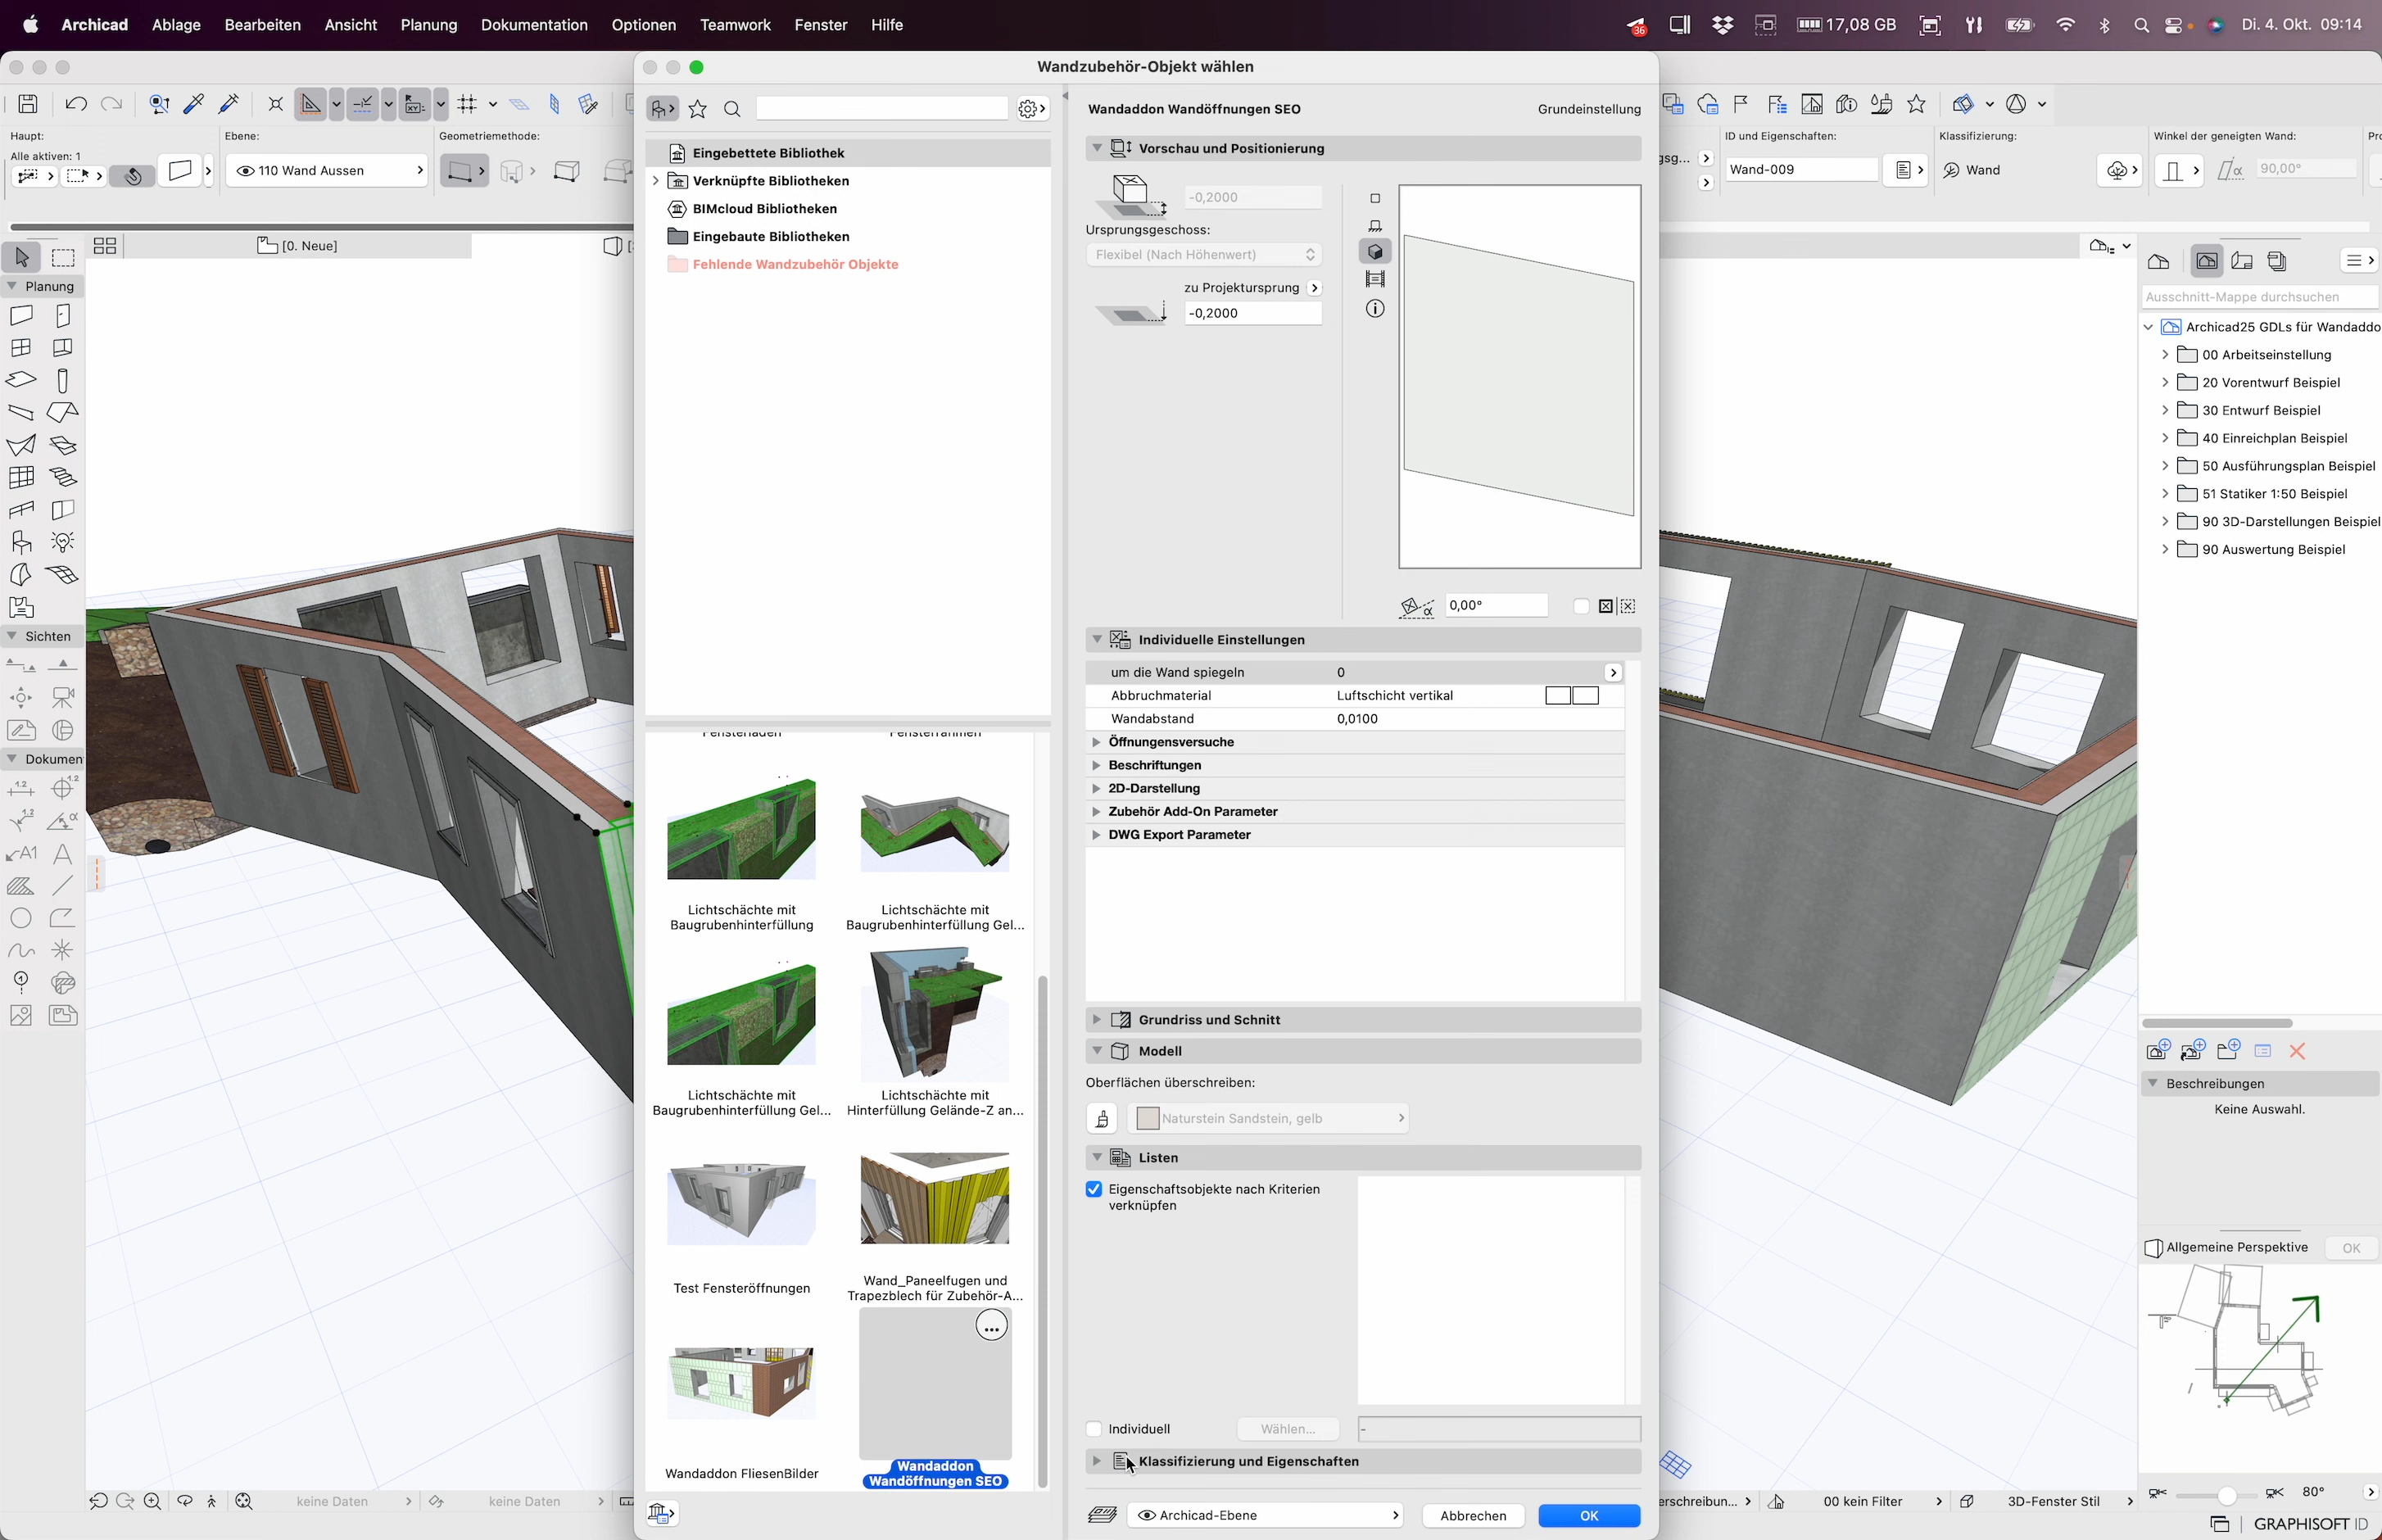 Archicad Ablage Bearbeiten Ansicht Planung Dokumentation Optionen Teamwork Fenster Hilfe
36 17,08 GB Di. 4. Okt. 09:14
Wandzubehör-Objekt wählen
Haupt:
Alle aktiven: 1
Ebene:
110 Wand Aussen
Geometriemethode:
[0. Neue]
Planung
Sichten
Dokumen
Eingebettete Bibliothek
Verknüpfte Bibliotheken
BIMcloud Bibliotheken
Eingebaute Bibliotheken
Fehlende Wandzubehör Objekte
Fensterläden
Fensterrahmen
Lichtschächte mit
Baugrubenhinterfüllung
Lichtschächte mit
Baugrubenhinterfüllung Gel...
Lichtschächte mit
Baugrubenhinterfüllung Gel...
Lichtschächte mit
Hinterfüllung Gelände-Z an...
Test Fensteröffnungen
Wand_Paneelfugen und
Trapezblech für Zubehör-A...
Wandaddon FliesenBilder
Wandaddon
Wandöffnungen SEO
Wandaddon Wandöffnungen SEO Grundeinstellung
Vorschau und Positionierung
-0,2000
Ursprungsgeschoss:
Flexibel (Nach Höhenwert)
zu Projektursprung
-0,2000
0,00°
Individuelle Einstellungen
um die Wand spiegeln 0
Abbruchmaterial Luftschicht vertikal
Wandabstand 0,0100
Öffnungensversuche
Beschriftungen
2D-Darstellung
Zubehör Add-On Parameter
DWG Export Parameter
Grundriss und Schnitt
Modell
Oberflächen überschreiben:
Naturstein Sandstein, gelb
Listen
Eigenschaftsobjekte nach Kriterien
verknüpfen
Individuell Wählen... -
Klassifizierung und Eigenschaften
Archicad-Ebene Abbrechen OK
gsg...
ID und Eigenschaften:
Wand-009
Klassifizierung:
Wand
Winkel der geneigten Wand:
90,00°
Ausschnitt-Mappe durchsuchen
Archicad25 GDLs für Wandaddo
00 Arbeitseinstellung
20 Vorentwurf Beispiel
30 Entwurf Beispiel
40 Einreichplan Beispiel
50 Ausführungsplan Beispiel
51 Statiker 1:50 Beispiel
90 3D-Darstellungen Beispiel
90 Auswertung Beispiel
Beschreibungen
Keine Auswahl.
Allgemeine Perspektive OK
80°
keine Daten keine Daten
erschreibun... 00 kein Filter 3D-Fenster Stil
GRAPHISOFT ID